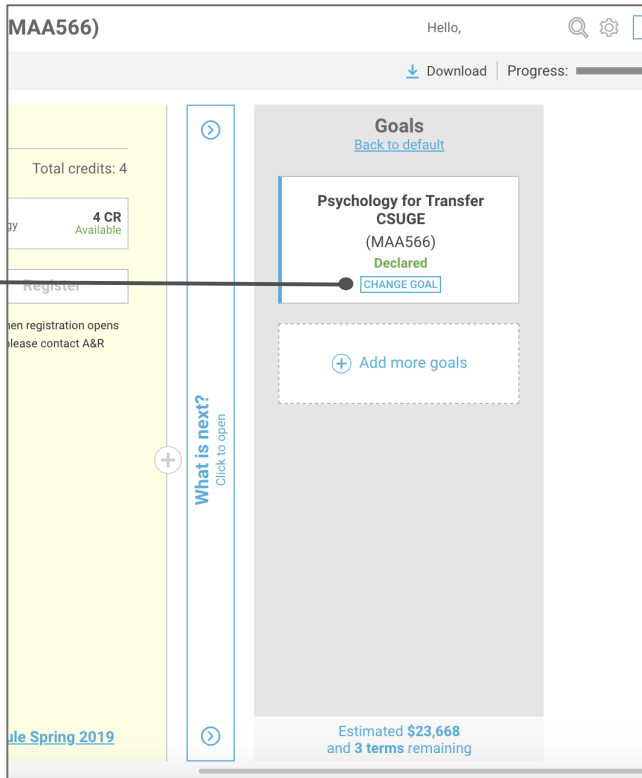 MAA566)
Hello,
Download
Progress:
Total credits: 4
gy
4 CR
Available
Register
hen registration opens
please contact A&R
ule Spring 2019
What is next?
Click to open
Goals
Back to default
Psychology for Transfer
CSUGE
(MAA566)
Declared
CHANGE GOAL
Add more goals
Estimated $23,668
and 3 terms remaining